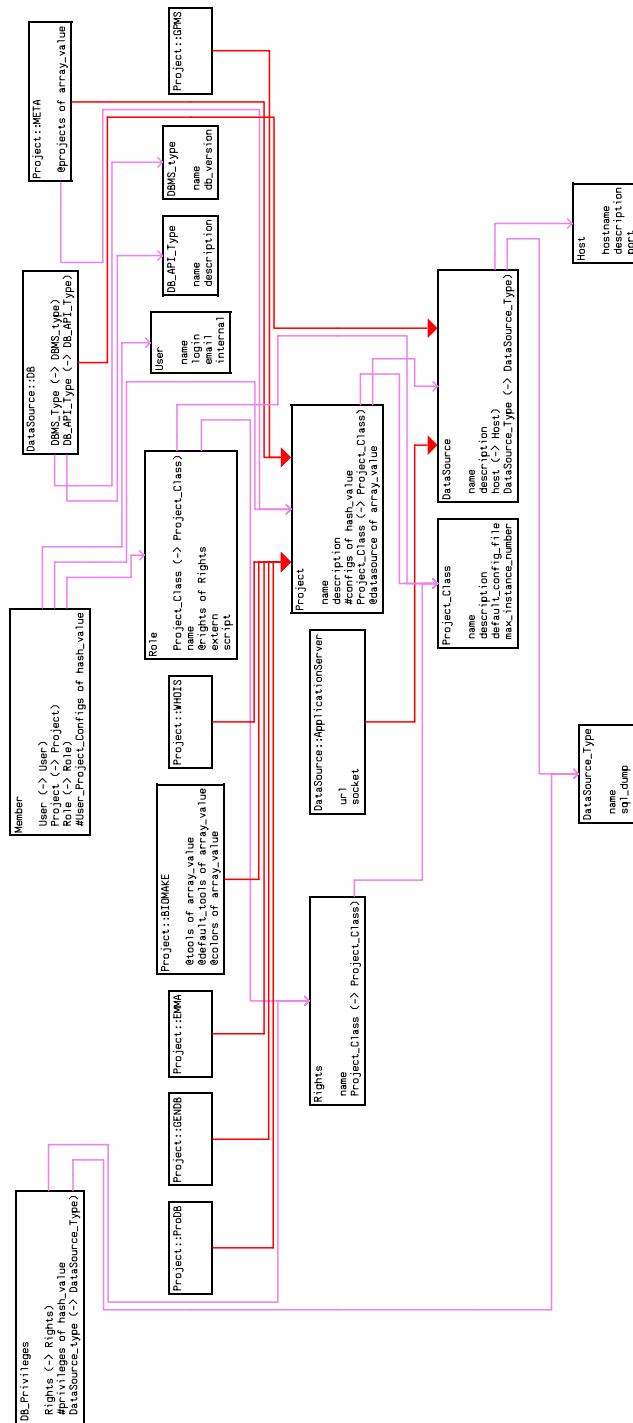 DB_Privileges
Rights (-> Rights)
#privileges of hash_value
DataSource_type (-> DataSource_Type)
Member
User (-> User)
Project (-> Project)
Role (-> Role)
#User_Project_Configs of hash_value
DataSource::DB
DBMS_Type (-> DBMS_type)
DB_API_Type (-> DB_API_Type)
Project::META
@projects of array_value
Project::ProDB
Project::GENDB
Project::EMMA
Project::BIOMAKE
@tools of array_value
@default_tools of array_value
@colors of array_value
Project::WHOIS
Role
Project_Class (-> Project_Class)
name
@rights of Rights
extern
script
User
name
login
email
internal
DB_API_Type
name
description
DBMS_type
name
db_version
Project::GPMS
Rights
name
Project_Class (-> Project_Class)
DataSource::ApplicationServer
url
socket
Project
name
description
#configs of hash_value
Project_Class (-> Project_Class)
@datasource of array_value
Project_Class
name
description
default_config_file
max_instance_number
DataSource
name
description
host (-> Host)
DataSource_Type (-> DataSource_Type)
DataSource_Type
name
sql_dump
Host
hostname
description
port